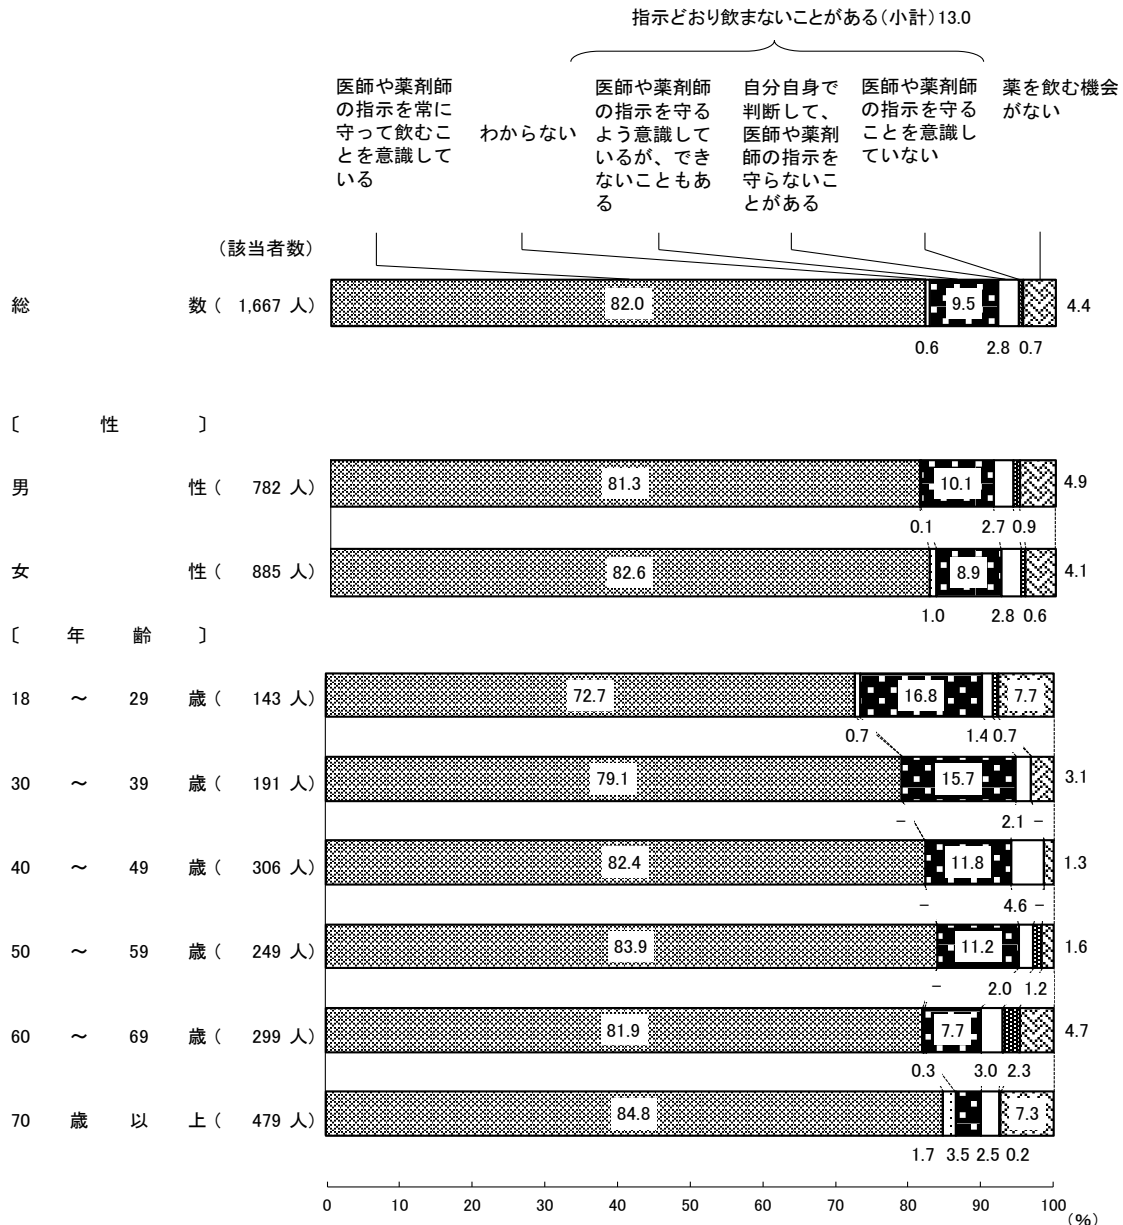 指示どおり飲まないことがある(小計)13.0
医師や薬剤師
の指示を常に
守って飲むこ
とを意識して
いる
わからない
医師や薬剤師
の指示を守る
よう意識して
いるが、でき
ないこともあ
る
自分自身で
判断して、
医師や薬剤
師の指示を
守らないこ
とがある
医師や薬剤師
の指示を守る
ことを意識し
ていない
薬を飲む機会
がない
(該当者数)
総 数 ( 1,667 人) 82.0 9.5 4.4
0.6 2.8 0.7
〔 性 〕
男 性 ( 782 人) 81.3 10.1 4.9
0.1 2.7 0.9
女 性 ( 885 人) 82.6 8.9 4.1
1.0 2.8 0.6
〔 年 齢 〕
18 ～ 29 歳 ( 143 人) 72.7 16.8 7.7
0.7 1.4 0.7
30 ～ 39 歳 ( 191 人) 79.1 15.7 3.1
－ 2.1 －
40 ～ 49 歳 ( 306 人) 82.4 11.8 1.3
－ 4.6 －
50 ～ 59 歳 ( 249 人) 83.9 11.2 1.6
－ 2.0 1.2
60 ～ 69 歳 ( 299 人) 81.9 7.7 4.7
0.3 3.0 2.3
70 歳 以 上 ( 479 人) 84.8 7.3
1.7 3.5 2.5 0.2
0 10 20 30 40 50 60 70 80 90 100
(%)